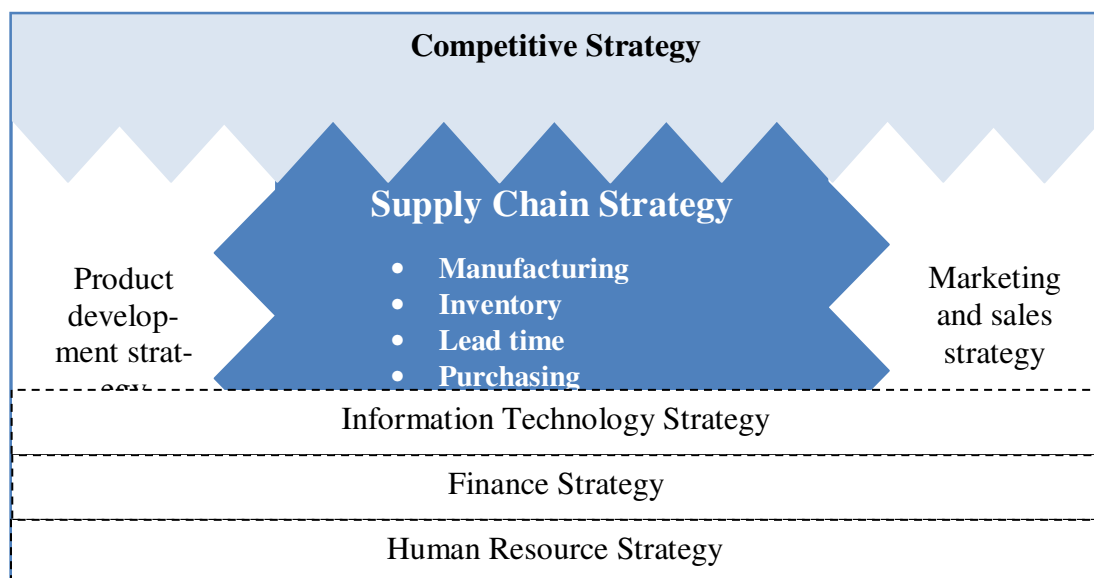 Competitive Strategy
Supply Chain Strategy
• Manufacturing
• Inventory
• Lead time
• Purchasing
Product
develop-
ment strat-
egy
Marketing
and sales
strategy
Information Technology Strategy
Finance Strategy
Human Resource Strategy